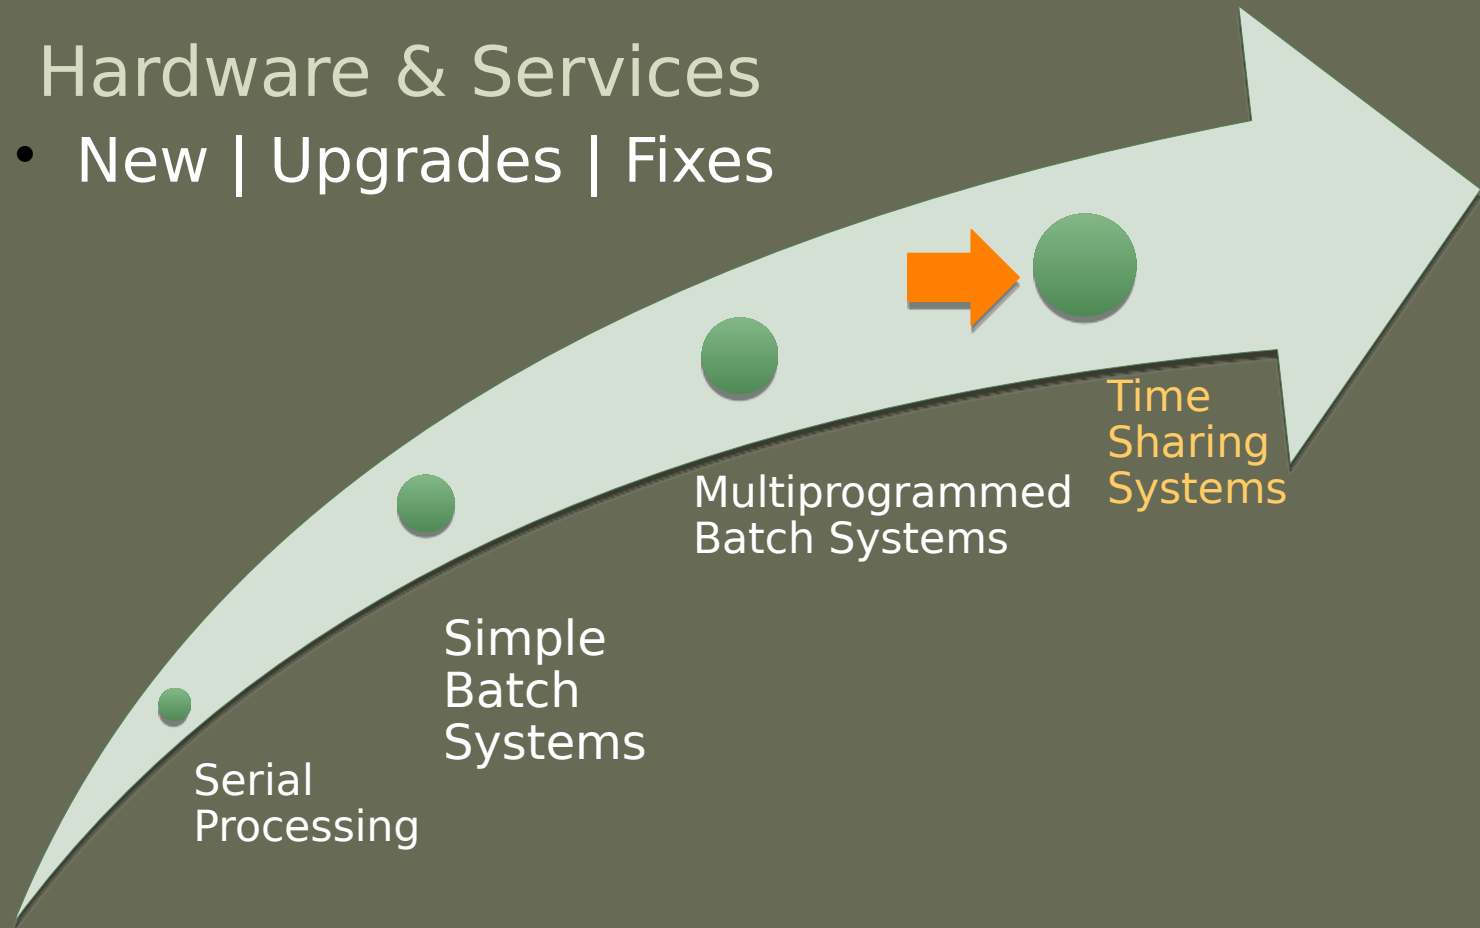 Hardware & Services
• New | Upgrades | Fixes
Time
Sharing
Systems
Multiprogrammed
Batch Systems
Simple
Batch
Systems
Serial
Processing